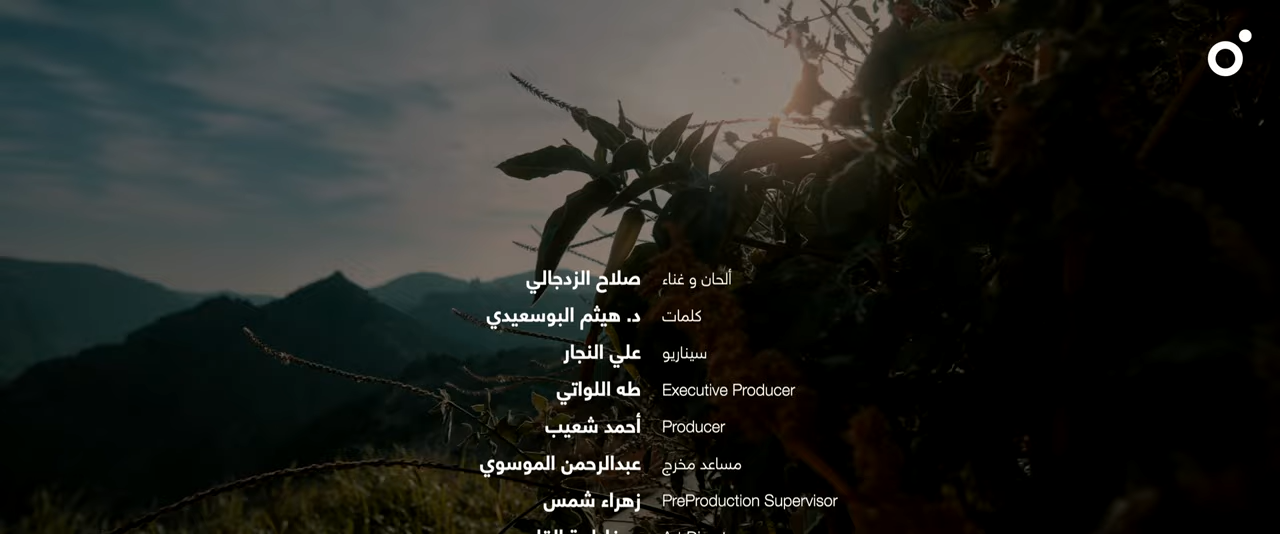 ألحان و غناء صلاح الزدجالي
كلمات د. هيثم البوسعيدي
سيناريو علي النجار
Executive Producer طه اللواتي
Producer أحمد شعيب
مساعد مخرج عبدالرحمن الموسوي
PreProduction Supervisor زهراء شمس